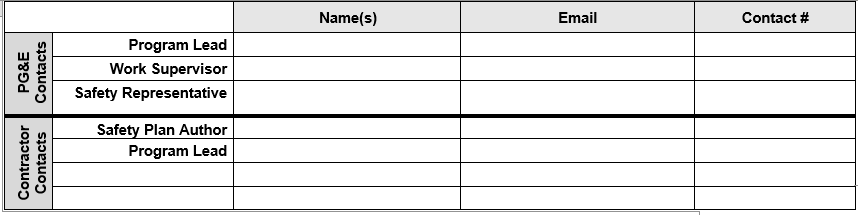 Name(s) Email Contact #
PG&E
Contacts
Program Lead
Work Supervisor
Safety Representative
Contractor
Contacts
Safety Plan Author
Program Lead